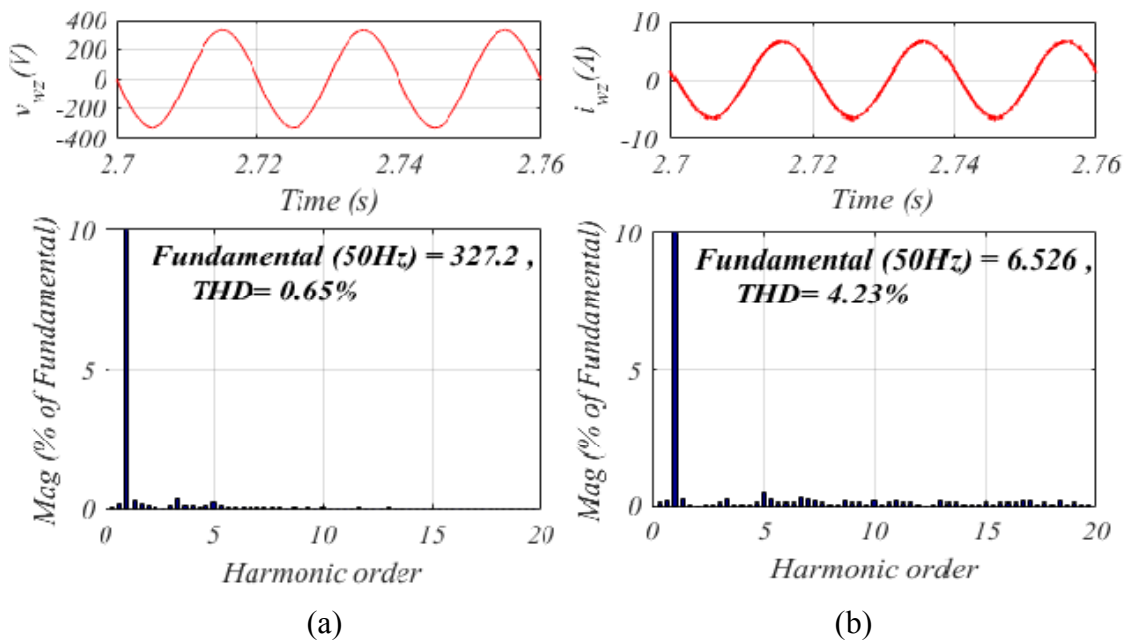 400
200
0
-200
-400
v_wz(V)
2.7 2.72 2.74 2.76
Time (s)
10
5
0
Mag (% of Fundamental)
Fundamental (50Hz) = 327.2 ,
THD= 0.65%
0 5 10 15 20
Harmonic order
(a)
10
0
-10
i_wz(A)
2.7 2.72 2.74 2.76
Time (s)
10
5
0
Mag (% of Fundamental)
Fundamental (50Hz) = 6.526 ,
THD= 4.23%
0 5 10 15 20
Harmonic order
(b)